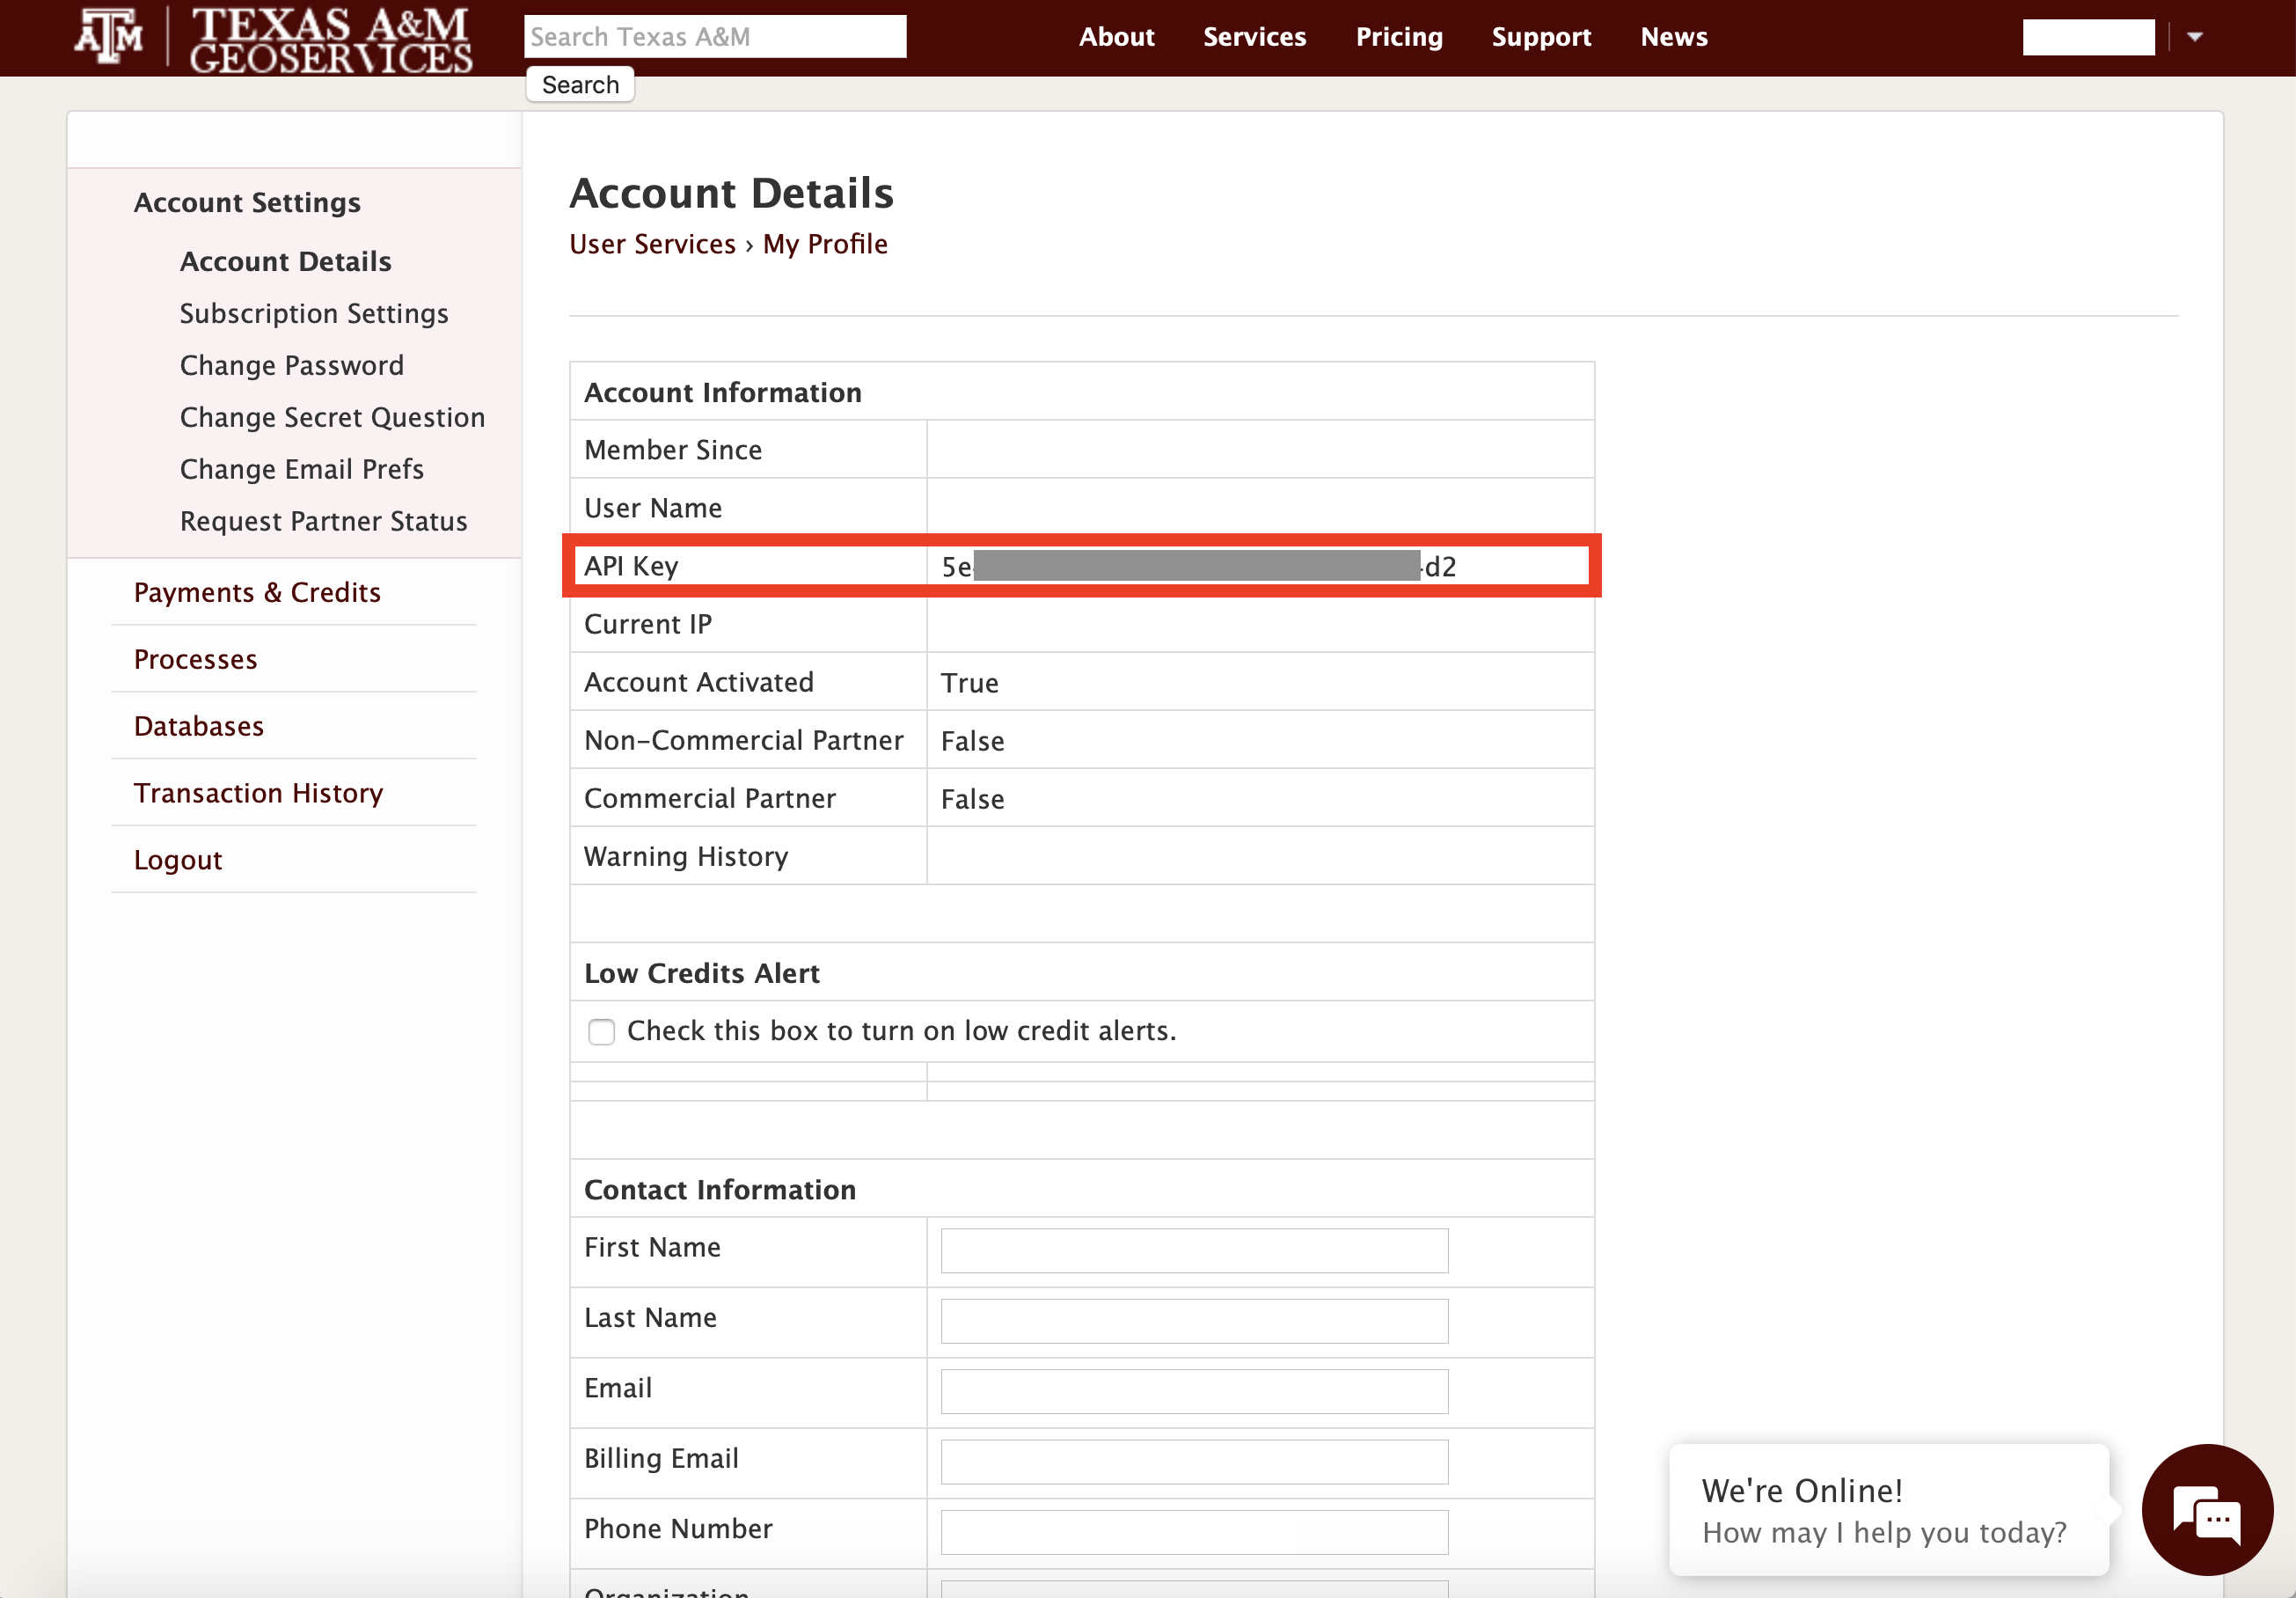 ATM TEXAS A&M
GEOSERVICES
Search Texas A&M
Search
About Services Pricing Support News
Account Settings
Account Details
Subscription Settings
Change Password
Change Secret Question
Change Email Prefs
Request Partner Status
Payments & Credits
Processes
Databases
Transaction History
Logout
Account Details
User Services › My Profile
Account Information
Member Since
User Name
API Key 5e d2
Current IP
Account Activated True
Non-Commercial Partner False
Commercial Partner False
Warning History
Low Credits Alert
Check this box to turn on low credit alerts.
Contact Information
First Name
Last Name
Email
Billing Email
Phone Number
Organization
We're Online!
How may I help you today?